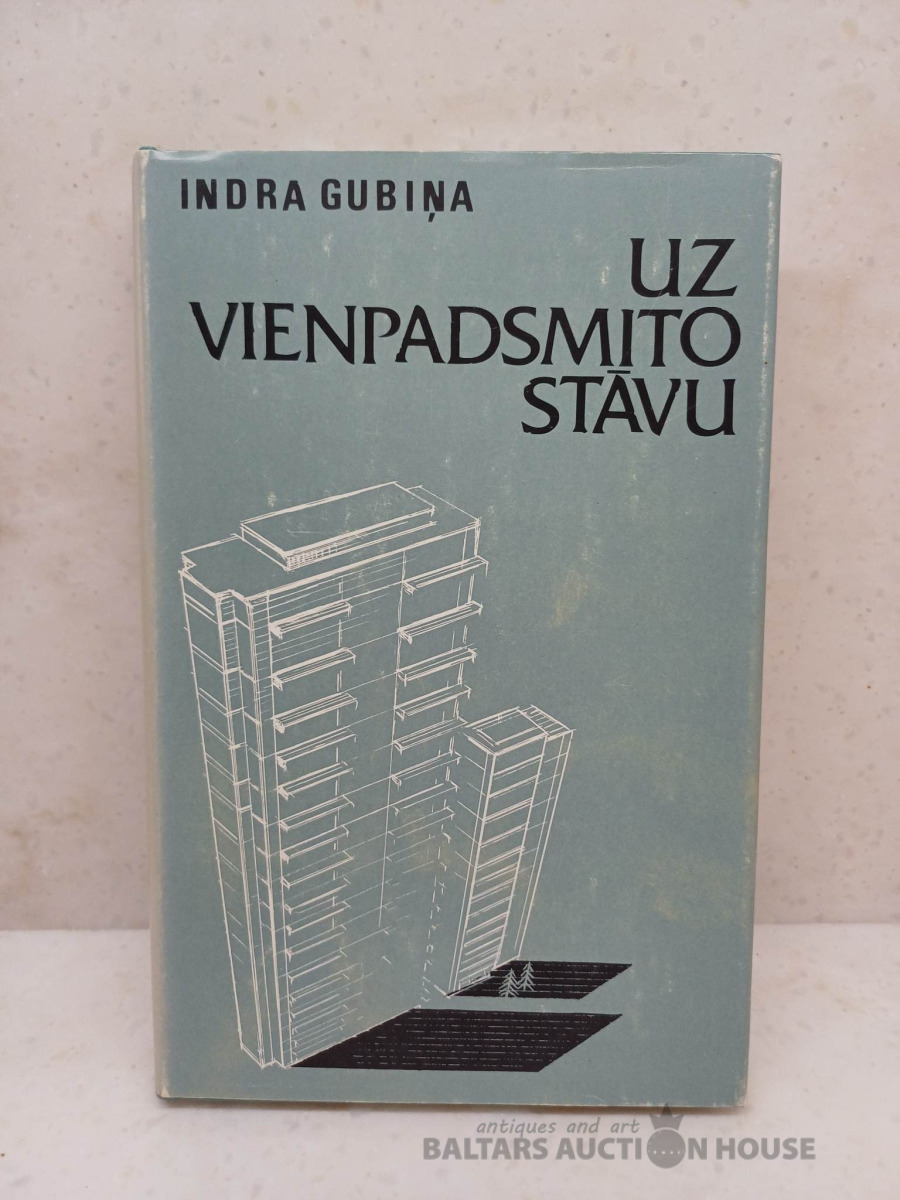 INDRA GUBIŅA
UZ
VIENPADSMITO
STĀVU
antiques and art
BALTARS AUCTION HOUSE